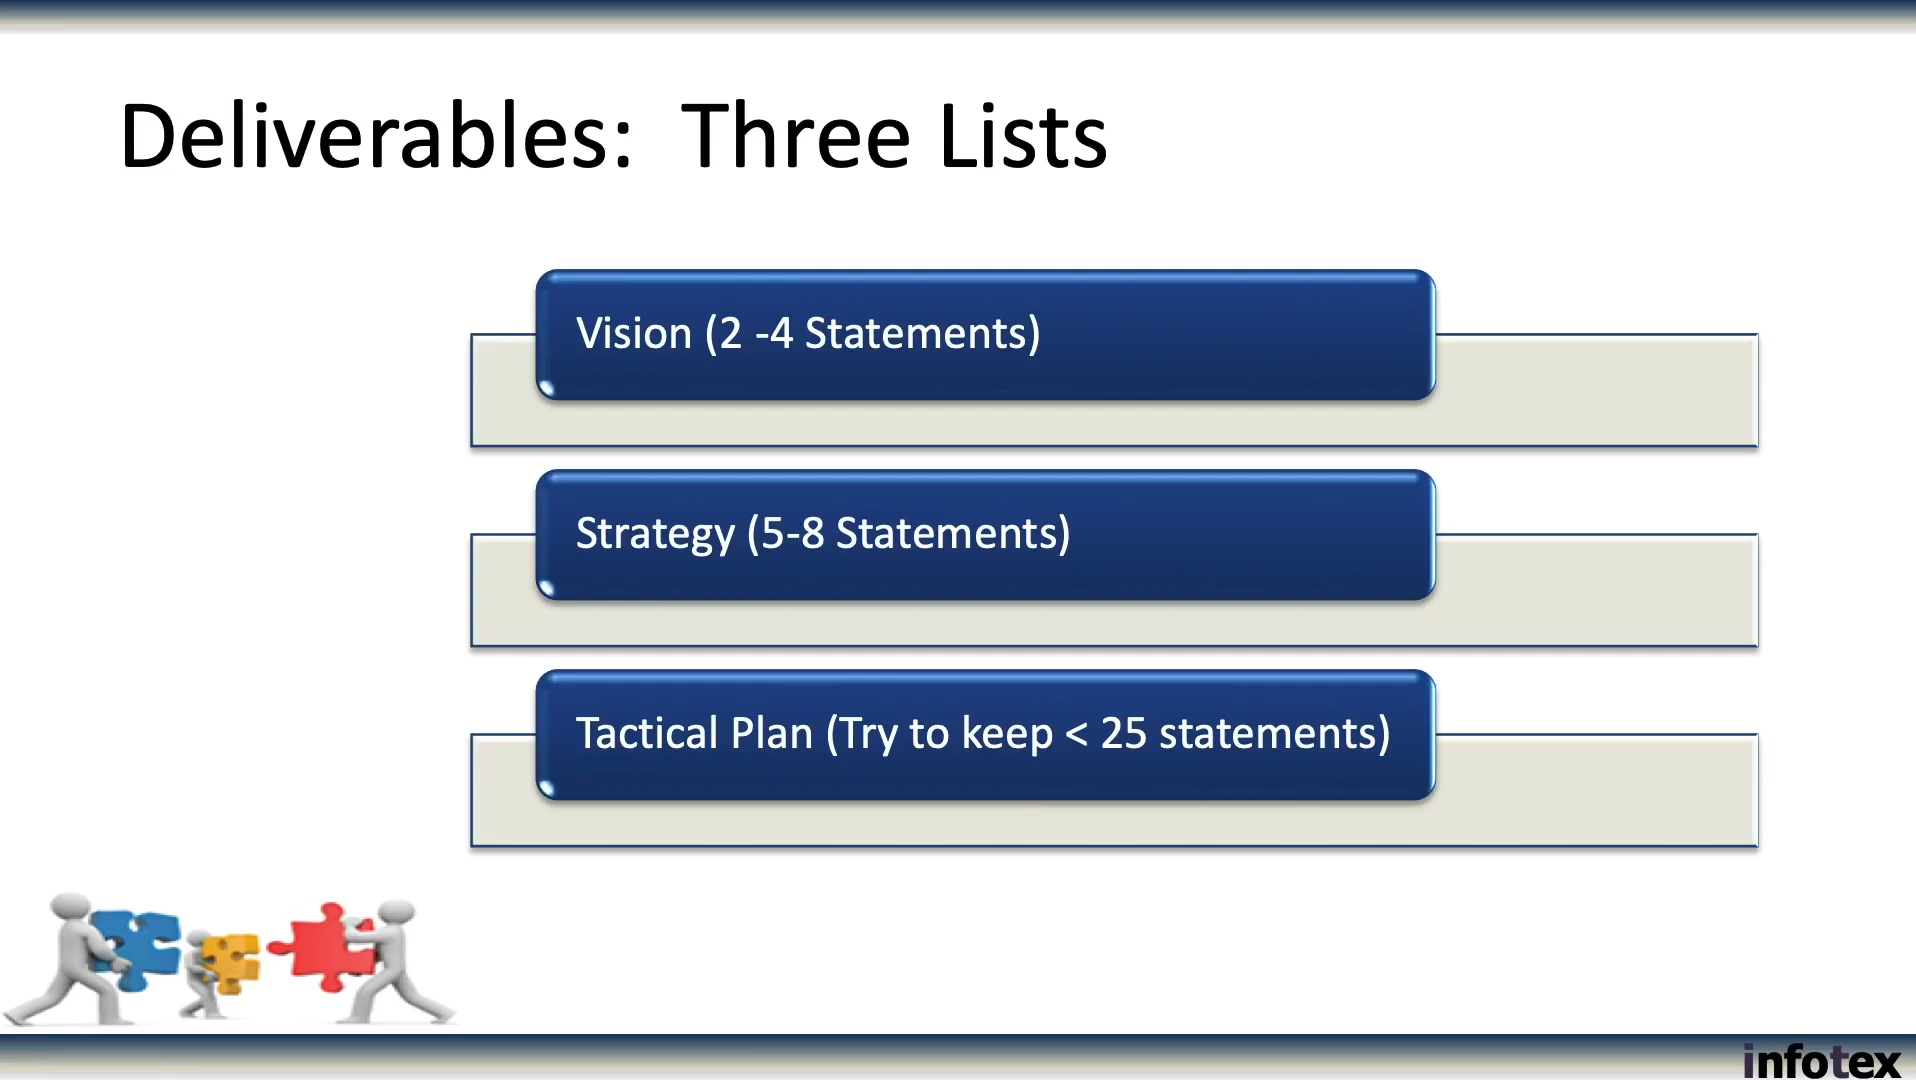 Deliverables:  Three Lists
Vision (2 -4 Statements)
Strategy (5-8 Statements)
Tactical Plan (Try to keep < 25 statements)
infotex